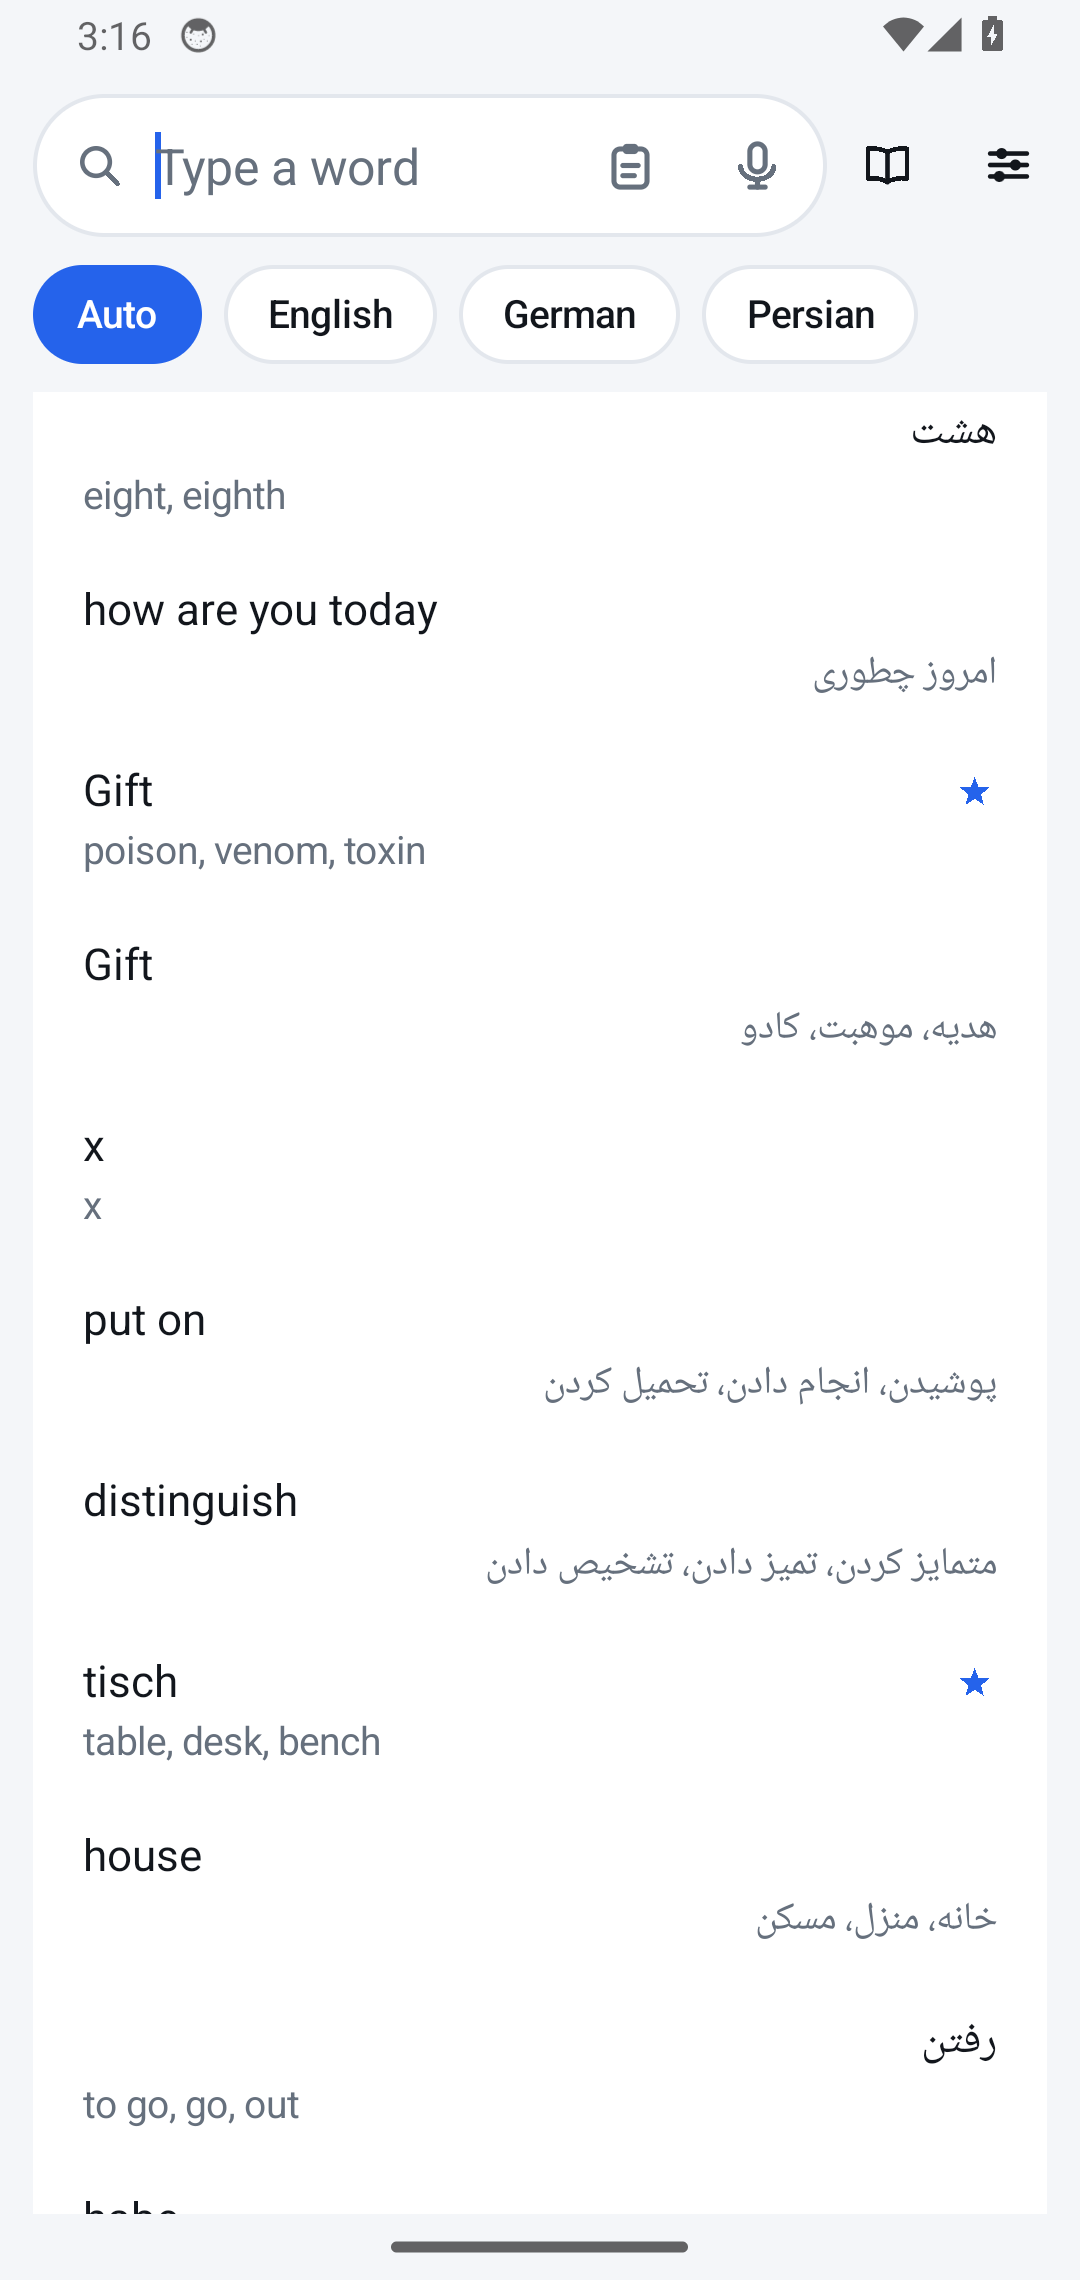 3:16
Type a word
Auto English German Persian
هشت
eight, eighth
how are you today
امروز چطوری
Gift
poison, venom, toxin
Gift
هدیه، موهبت، کادو
x
x
put on
پوشیدن، انجام دادن، تحمیل کردن
distinguish
متمایز کردن، تمیز دادن، تشخیص دادن
tisch
table, desk, bench
house
خانه، منزل، مسکن
رفتن
to go, go, out